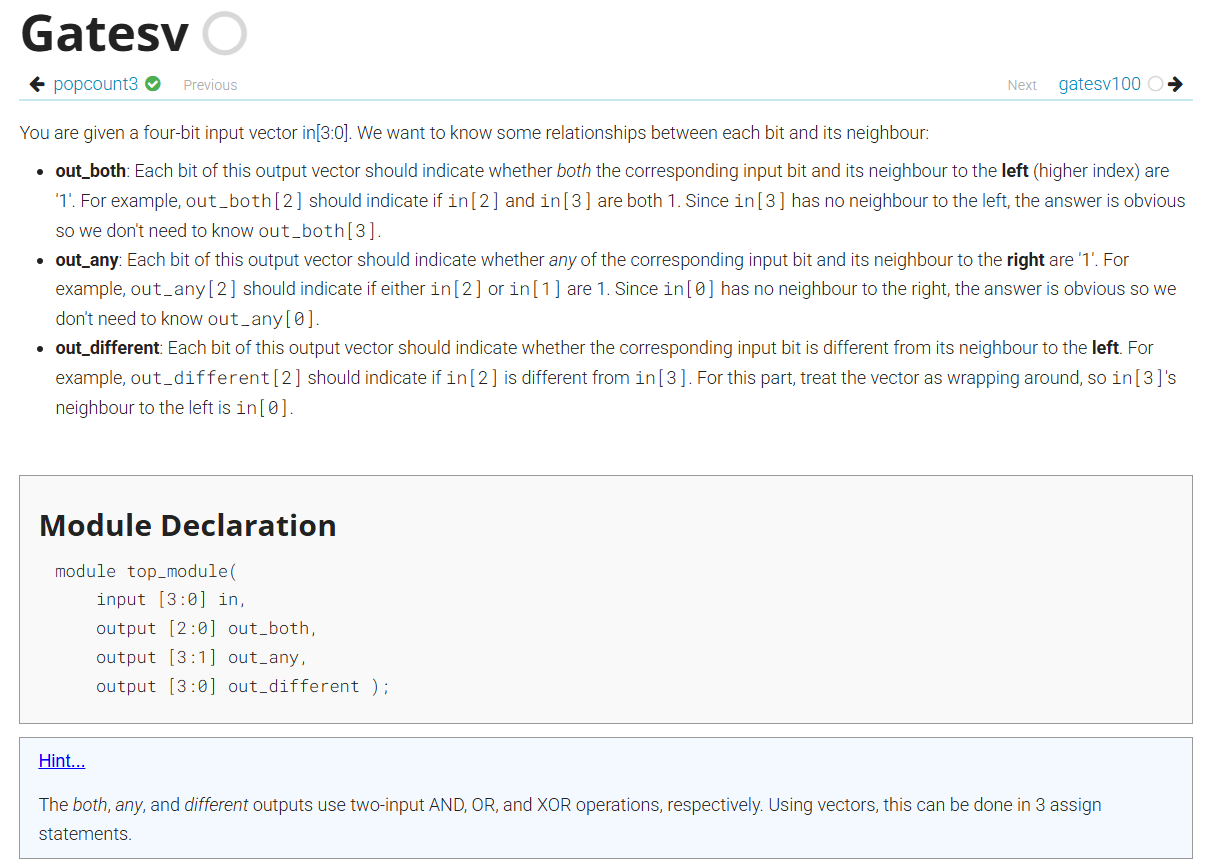 Gatesv
popcount3 Previous
Next gatesv100
You are given a four-bit input vector in[3:0]. We want to know some relationships between each bit and its neighbour:
out_both: Each bit of this output vector should indicate whether both the corresponding input bit and its neighbour to the left (higher index) are
'1'. For example, out_both[2] should indicate if in[2] and in[3] are both 1. Since in[3] has no neighbour to the left, the answer is obvious
so we don't need to know out_both[3].
out_any: Each bit of this output vector should indicate whether any of the corresponding input bit and its neighbour to the right are '1'. For
example, out_any[2] should indicate if either in[2] or in[1] are 1. Since in[0] has no neighbour to the right, the answer is obvious so we
don't need to know out_any[0].
out_different: Each bit of this output vector should indicate whether the corresponding input bit is different from its neighbour to the left. For
example, out_different[2] should indicate if in[2] is different from in[3]. For this part, treat the vector as wrapping around, so in[3]'s
neighbour to the left is in[0].
Module Declaration
module top_module(
    input [3:0] in,
    output [2:0] out_both,
    output [3:1] out_any,
    output [3:0] out_different );
Hint...
The both, any, and different outputs use two-input AND, OR, and XOR operations, respectively. Using vectors, this can be done in 3 assign
statements.